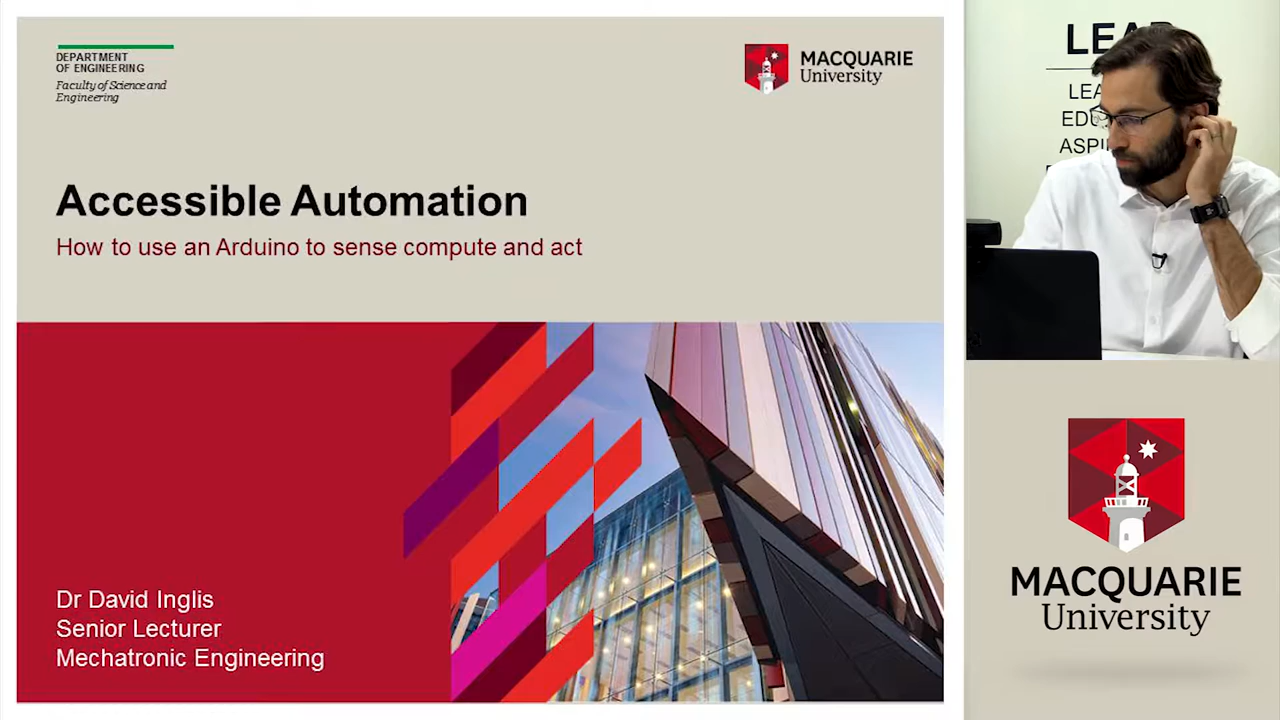 DEPARTMENT
OF ENGINEERING
Faculty of Science and
Engineering
MACQUARIE
University
Accessible Automation
How to use an Arduino to sense compute and act
Dr David Inglis
Senior Lecturer
Mechatronic Engineering
MACQUARIE
University